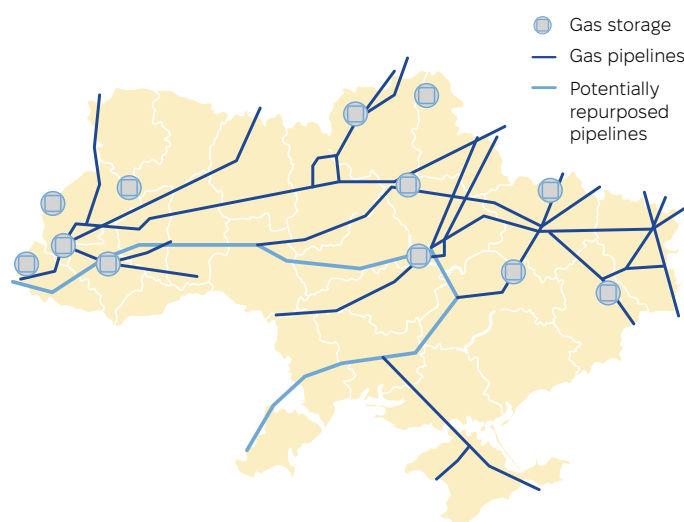 Gas storage
Gas pipelines
Potentially
repurposed
pipelines